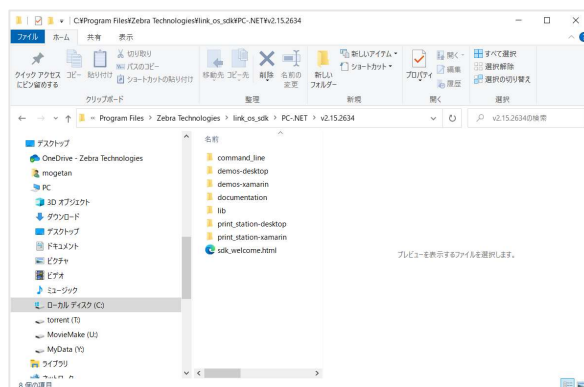 C:¥Program Files¥Zebra Technologies¥link_os_sdk¥PC-.NET¥v2.15.2634
ファイル ホーム 共有 表示
クイック アクセス
にピン留めする
コピー
貼り付け
切り取り
パスのコピー
ショートカットの貼り付け
移動先
コピー先
削除
名前の
変更
新しい
フォルダー
新しいアイテム
ショートカット
プロパティ
開く
編集
履歴
すべて選択
選択解除
選択の切り替え
クリップボード 整理 新規 開く 選択
« Program Files > Zebra Technologies > link_os_sdk > PC-.NET > v2.15.2634
v2.15.2634の検索
デスクトップ
OneDrive - Zebra Technologies
mogetan
PC
3D オブジェクト
ダウンロード
デスクトップ
ドキュメント
ピクチャ
ビデオ
ミュージック
ローカル ディスク (C:)
torrent (T:)
MovieMake (U:)
MyData (Y:)
ライブラリ
ネットワーク
名前
command_line
demos-desktop
demos-xamarin
documentation
lib
print_station-desktop
print_station-xamarin
sdk_welcome.html
プレビューを表示するファイルを選択します。
8 個の項目